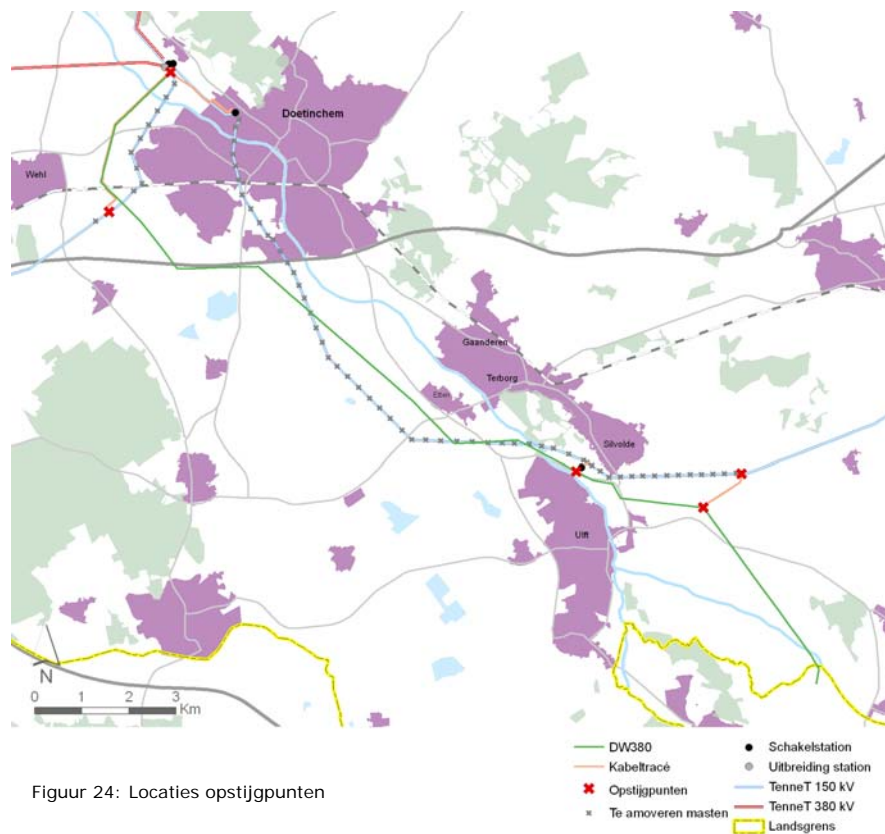 Doetinchem
Wehl
Gaanderen
Terborg
Etten
Silvolde
Ulft
N
0 1 2 3
Km
DW380
Kabeltracé
Opstijgpunten
Te amoveren masten
Schakelstation
Uitbreiding station
TenneT 150 kV
TenneT 380 kV
Landsgrens
Figuur 24: Locaties opstijgpunten